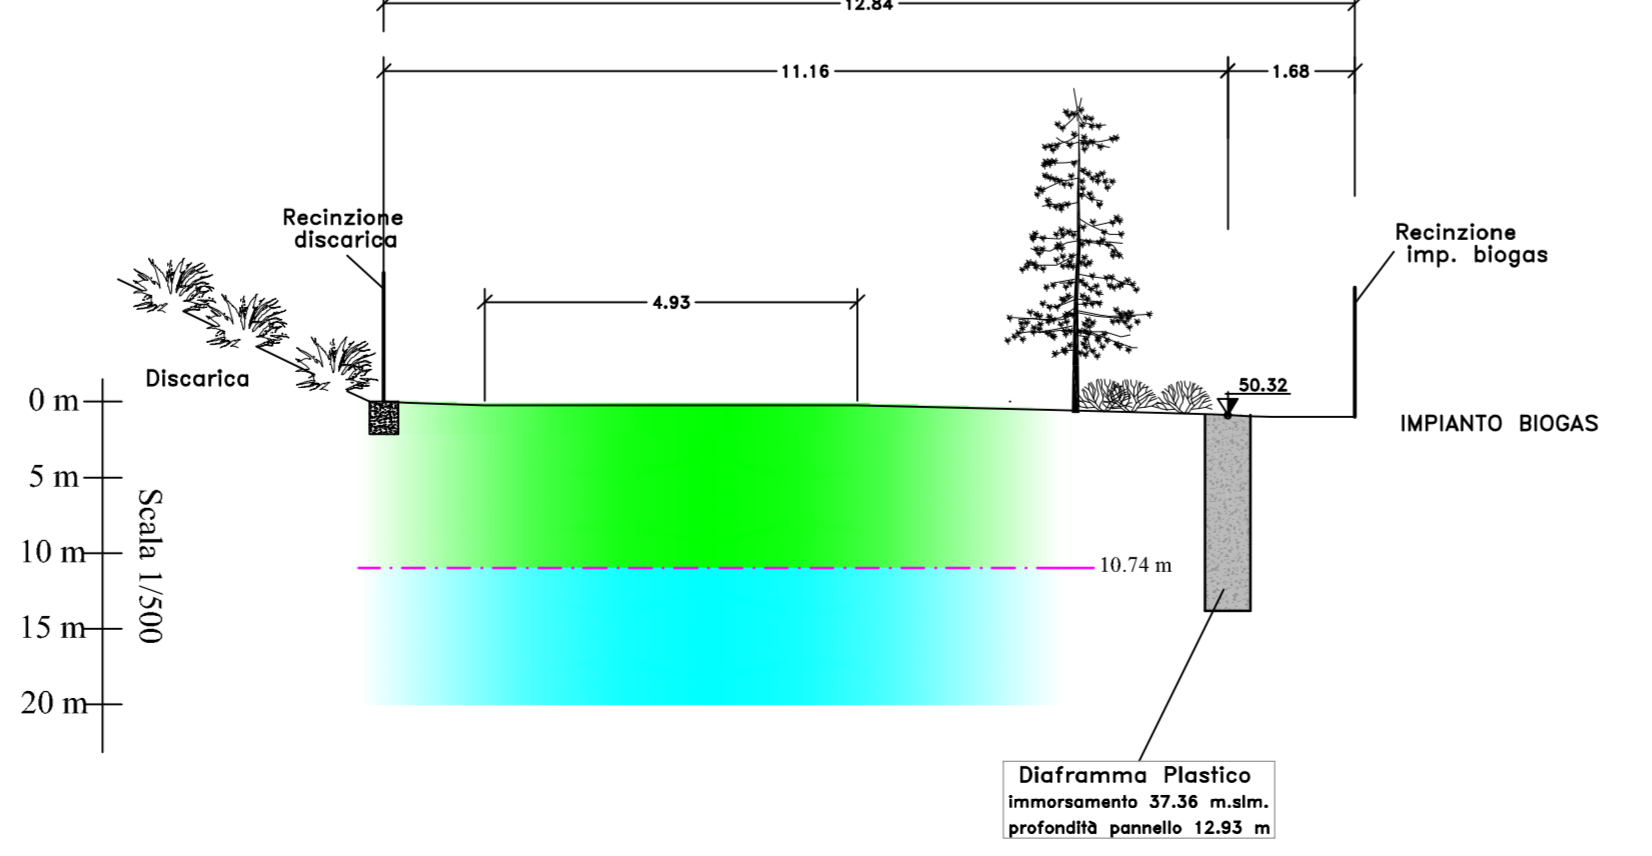 12.84
11.16
1.68
Recinzione
discarica
Recinzione
imp. biogas
4.93
Discarica
50.32
0 m
IMPIANTO BIOGAS
5 m
Scala 1/500
10 m
10.74 m
15 m
20 m
Diaframma Plastico
immorsamento 37.36 m.slm.
profondità pannello 12.93 m